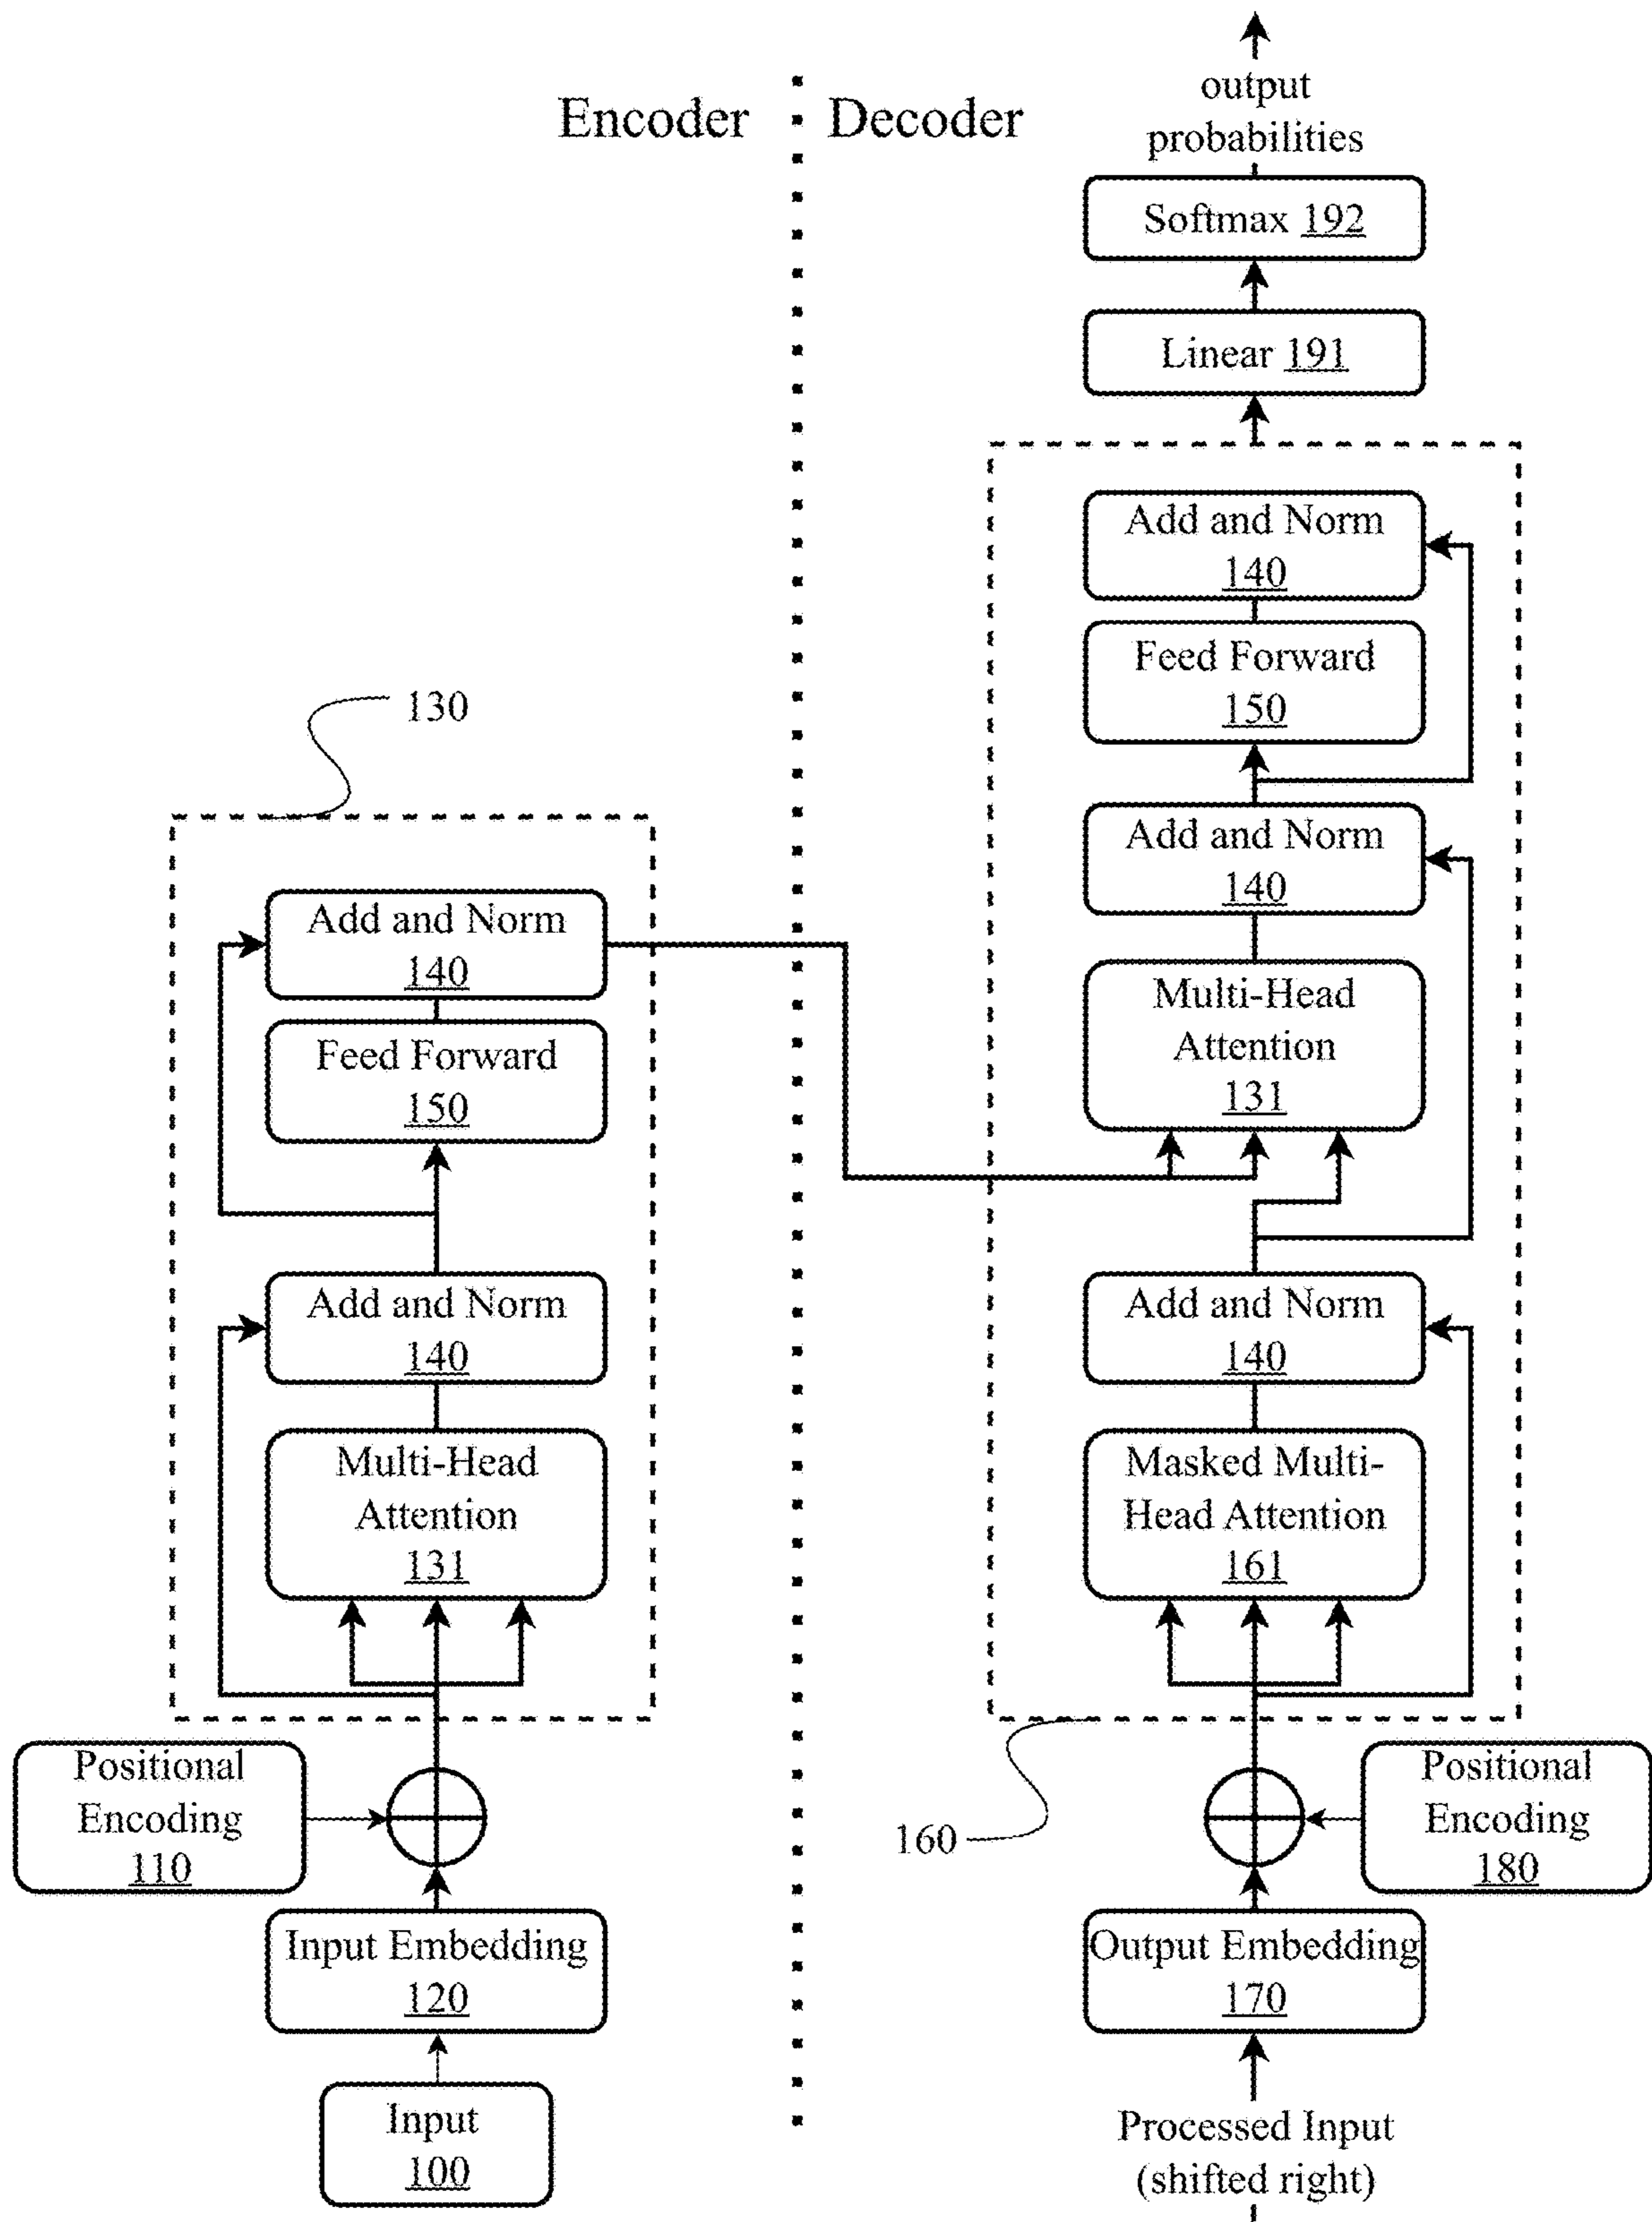 Encoder
Decoder
output
probabilities
Softmax 192
Linear 191
Add and Norm
140
Feed Forward
150
Add and Norm
140
Multi-Head
Attention
131
Add and Norm
140
Masked Multi-
Head Attention
161
160
Positional
Encoding
180
Output Embedding
170
Processed Input
(shifted right)
130
Add and Norm
140
Feed Forward
150
Add and Norm
140
Multi-Head
Attention
131
Positional
Encoding
110
Input Embedding
120
Input
100